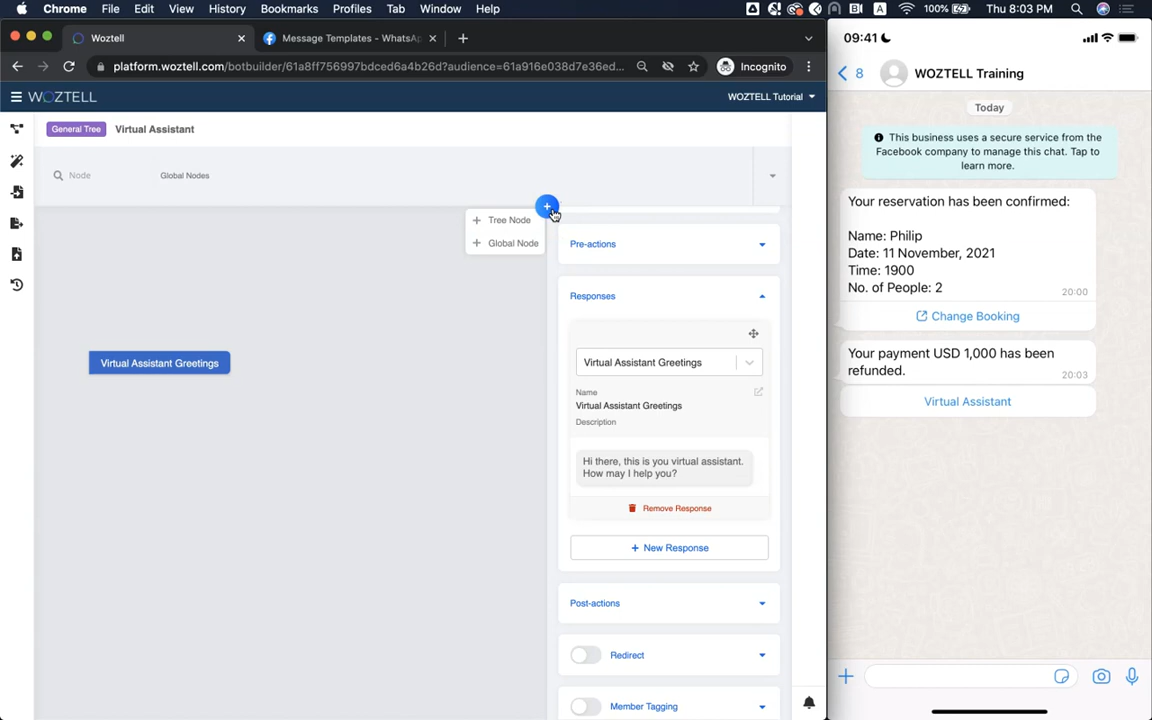 Chrome File Edit View History Bookmarks Profiles Tab Window Help 100% Thu 8:03 PM
Woztell
Message Templates - WhatsA
platform.woztell.com/botbuilder/61a8ff756997bdced6a4b26d?audience=61a916e038d7e36ed... Incognito
WOZTELL
WOZTELL Tutorial
General Tree Virtual Assistant
Node Global Nodes
Tree Node
Global Node
Virtual Assistant Greetings
Pre-actions
Responses
Virtual Assistant Greetings
Name
Virtual Assistant Greetings
Description
Hi there, this is you virtual assistant.
How may I help you?
Remove Response
+ New Response
Post-actions
Redirect
Member Tagging
09:41
8 WOZTELL Training
Today
This business uses a secure service from the
Facebook company to manage this chat. Tap to
learn more.
Your reservation has been confirmed:
Name: Philip
Date: 11 November, 2021
Time: 1900
No. of People: 2
20:00
Change Booking
Your payment USD 1,000 has been
refunded.
20:03
Virtual Assistant